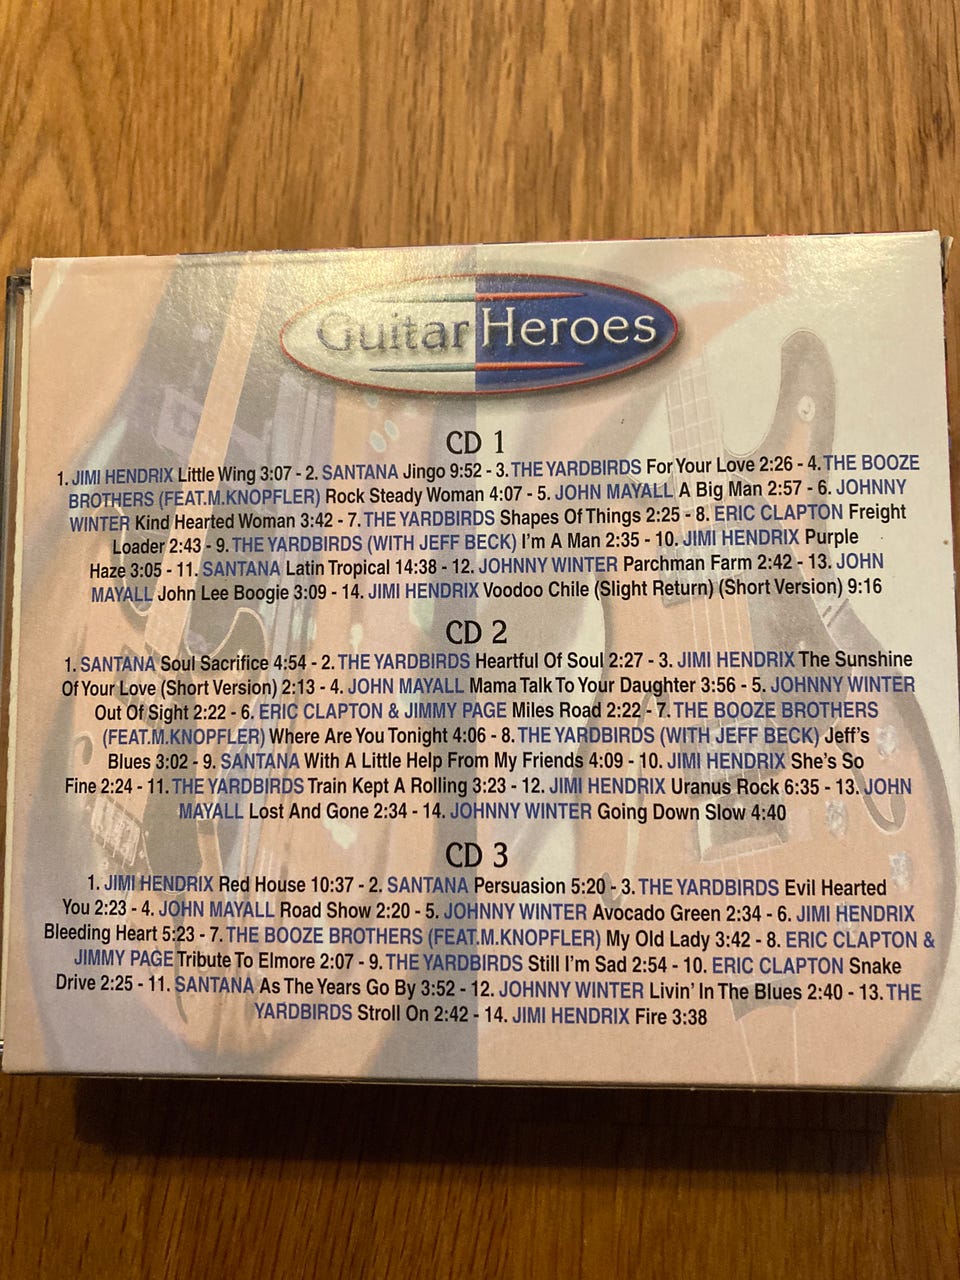 Guitar Heroes
CD 1
1. JIMI HENDRIX Little Wing 3:07 - 2. SANTANA Jingo 9:52 - 3. THE YARDBIRDS For Your Love 2:26 - 4. THE BOOZE
BROTHERS (FEAT.M.KNOPFLER) Rock Steady Woman 4:07 - 5. JOHN MAYALL A Big Man 2:57 - 6. JOHNNY
WINTER Kind Hearted Woman 3:42 - 7. THE YARDBIRDS Shapes Of Things 2:25 - 8. ERIC CLAPTON Freight
Loader 2:43 - 9. THE YARDBIRDS (WITH JEFF BECK) I'm A Man 2:35 - 10. JIMI HENDRIX Purple
Haze 3:05 - 11. SANTANA Latin Tropical 14:38 - 12. JOHNNY WINTER Parchman Farm 2:42 - 13. JOHN
MAYALL John Lee Boogie 3:09 - 14. JIMI HENDRIX Voodoo Chile (Slight Return) (Short Version) 9:16
CD 2
1. SANTANA Soul Sacrifice 4:54 - 2. THE YARDBIRDS Heartful Of Soul 2:27 - 3. JIMI HENDRIX The Sunshine
Of Your Love (Short Version) 2:13 - 4. JOHN MAYALL Mama Talk To Your Daughter 3:56 - 5. JOHNNY WINTER
Out Of Sight 2:22 - 6. ERIC CLAPTON & JIMMY PAGE Miles Road 2:22 - 7. THE BOOZE BROTHERS
(FEAT.M.KNOPFLER) Where Are You Tonight 4:06 - 8. THE YARDBIRDS (WITH JEFF BECK) Jeff's
Blues 3:02 - 9. SANTANA With A Little Help From My Friends 4:09 - 10. JIMI HENDRIX She's So
Fine 2:24 - 11. THE YARDBIRDS Train Kept A Rolling 3:23 - 12. JIMI HENDRIX Uranus Rock 6:35 - 13. JOHN
MAYALL Lost And Gone 2:34 - 14. JOHNNY WINTER Going Down Slow 4:40
CD 3
1. JIMI HENDRIX Red House 10:37 - 2. SANTANA Persuasion 5:20 - 3. THE YARDBIRDS Evil Hearted
You 2:23 - 4. JOHN MAYALL Road Show 2:20 - 5. JOHNNY WINTER Avocado Green 2:34 - 6. JIMI HENDRIX
Bleeding Heart 5:23 - 7. THE BOOZE BROTHERS (FEAT.M.KNOPFLER) My Old Lady 3:42 - 8. ERIC CLAPTON &
JIMMY PAGE Tribute To Elmore 2:07 - 9. THE YARDBIRDS Still I'm Sad 2:54 - 10. ERIC CLAPTON Snake
Drive 2:25 - 11. SANTANA As The Years Go By 3:52 - 12. JOHNNY WINTER Livin' In The Blues 2:40 - 13. THE
YARDBIRDS Stroll On 2:42 - 14. JIMI HENDRIX Fire 3:38